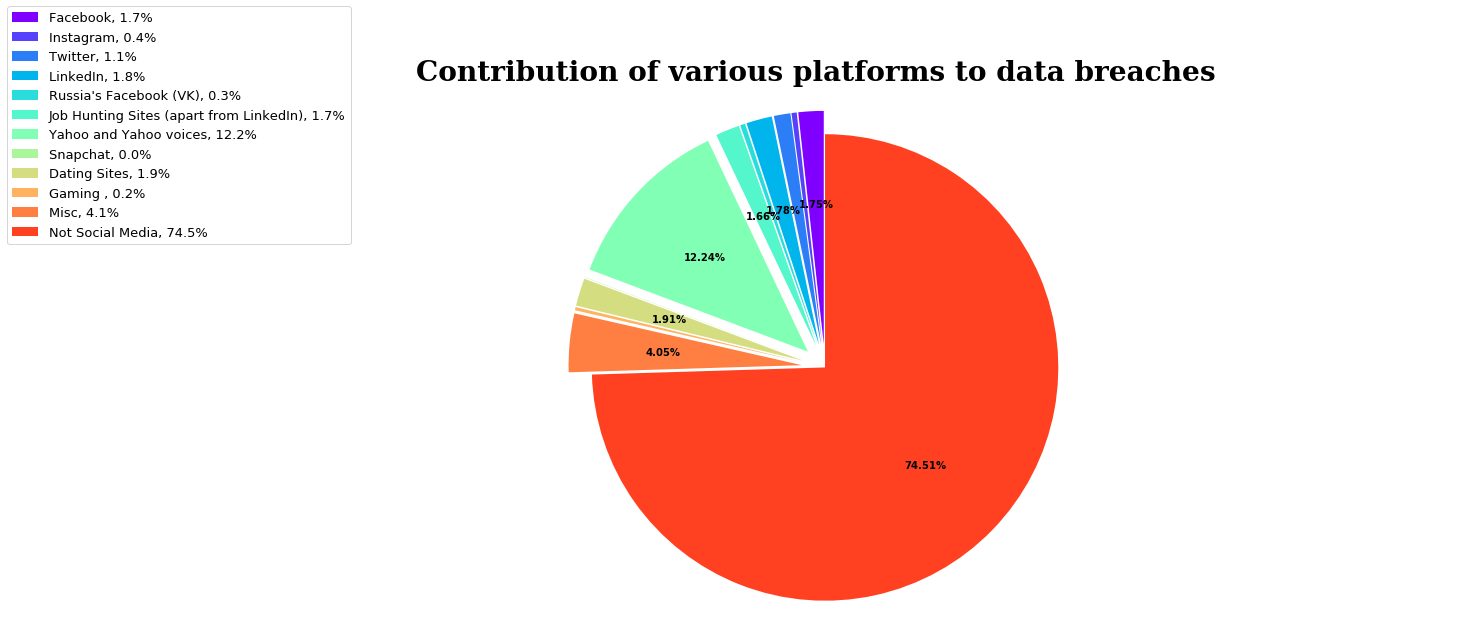 Facebook, 1.7%
Instagram, 0.4%
Twitter, 1.1%
LinkedIn, 1.8%
Russia's Facebook (VK), 0.3%
Job Hunting Sites (apart from LinkedIn), 1.7%
Yahoo and Yahoo voices, 12.2%
Snapchat, 0.0%
Dating Sites, 1.9%
Gaming , 0.2%
Misc, 4.1%
Not Social Media, 74.5%
Contribution of various platforms to data breaches
1.75%
1.78%
1.66%
12.24%
1.91%
4.05%
74.51%